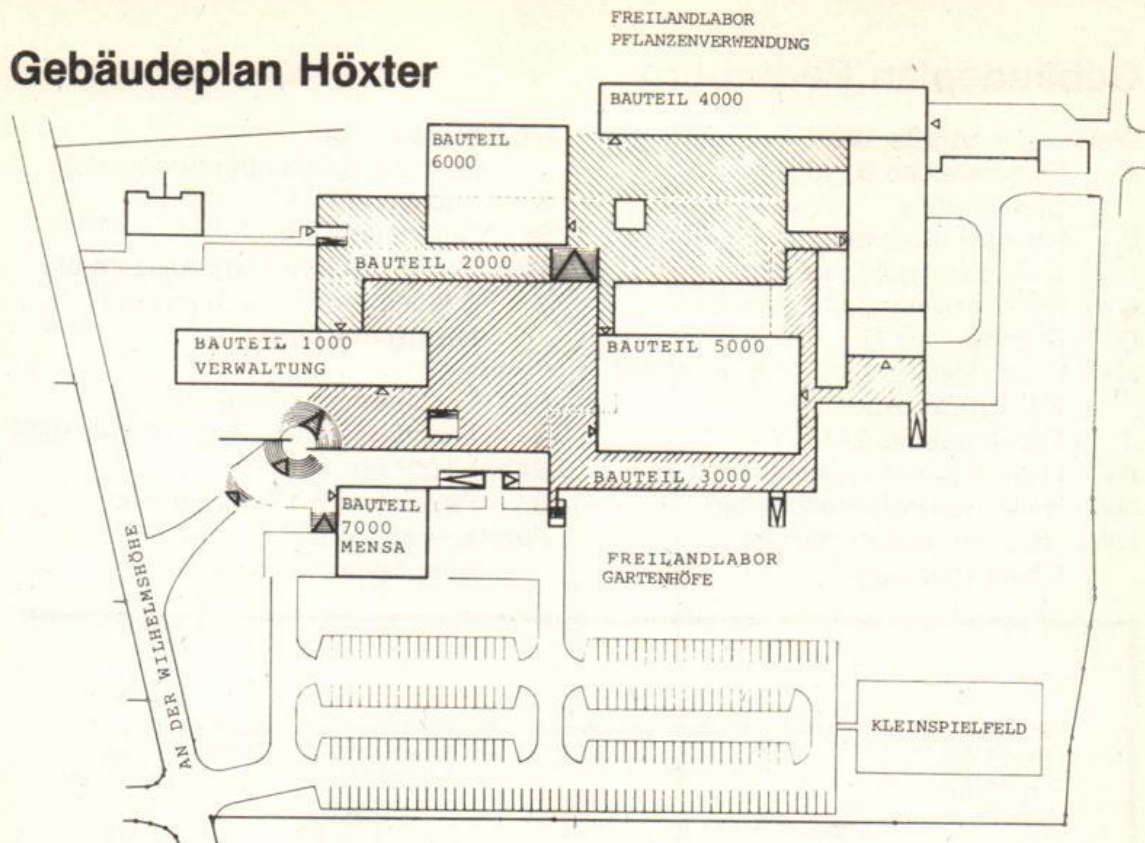 FREILANDLABOR
PFLANZENVERWENDUNG
Gebäudeplan Höxter
BAUTEIL 4000
BAUTEIL
6000
BAUTEIL 2000
BAUTEIL 1000
VERWALTUNG
BAUTEIL 5000
BAUTEIL 3000
BAUTEIL
7000
MENSA
FREILANDLABOR
GARTENHÖFE
AN DER WILHELMSHÖHE
KLEINSPIELFELD